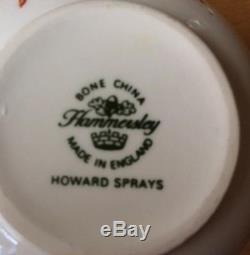 BONE CHINA
Hammersley
MADE IN ENGLAND
HOWARD SPRAYS
ebay